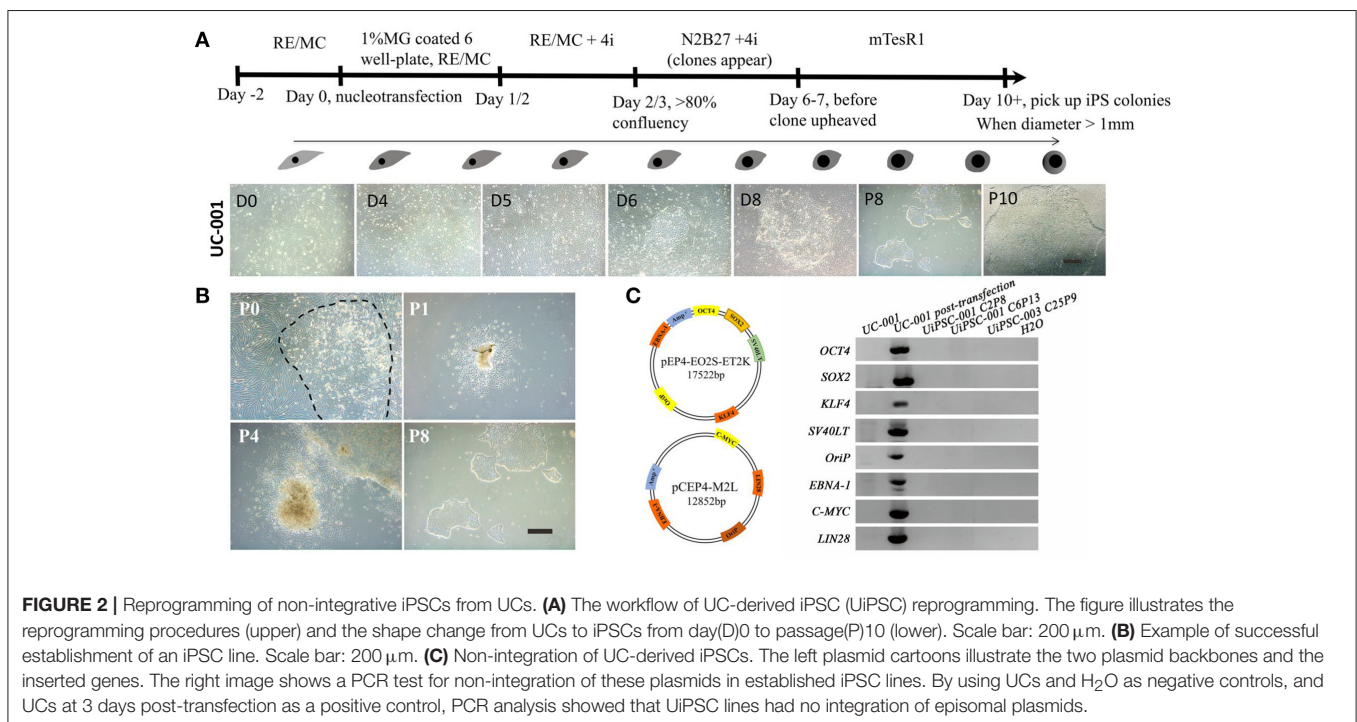 A
RE/MC
1%MG coated 6
well-plate, RE/MC
RE/MC + 4i
N2B27 +4i
(clones appear)
mTesR1
Day -2
Day 0, nucleotransfection
Day 1/2
Day 2/3, >80%
confluency
Day 6-7, before
clone upheaved
Day 10+, pick up iPS colonies
When diameter > 1mm
UC-001
D0
D4
D5
D6
D8
P8
P10
B
P0
P1
P4
P8
C
EBNA-1
Amp^r
OCT4
SOX2
SV40LT
pEP4-EO2S-ET2K
17522bp
OriP
KLF4
C-MYC
Amp^r
LIN28
pCEP4-M2L
12852bp
EBNA-1
OriP
UC-001
UC-001 post-transfection
UiPSC-001 C2P8
UiPSC-001 C6P13
UiPSC-003 C25P9
H2O
OCT4
SOX2
KLF4
SV40LT
OriP
EBNA-1
C-MYC
LIN28
FIGURE 2 | Reprogramming of non-integrative iPSCs from UCs. (A) The workflow of UC-derived iPSC (UiPSC) reprogramming. The figure illustrates the
reprogramming procedures (upper) and the shape change from UCs to iPSCs from day(D)0 to passage(P)10 (lower). Scale bar: 200 μm. (B) Example of successful
establishment of an iPSC line. Scale bar: 200 μm. (C) Non-integration of UC-derived iPSCs. The left plasmid cartoons illustrate the two plasmid backbones and the
inserted genes. The right image shows a PCR test for non-integration of these plasmids in established iPSC lines. By using UCs and H₂O as negative controls, and
UCs at 3 days post-transfection as a positive control, PCR analysis showed that UiPSC lines had no integration of episomal plasmids.